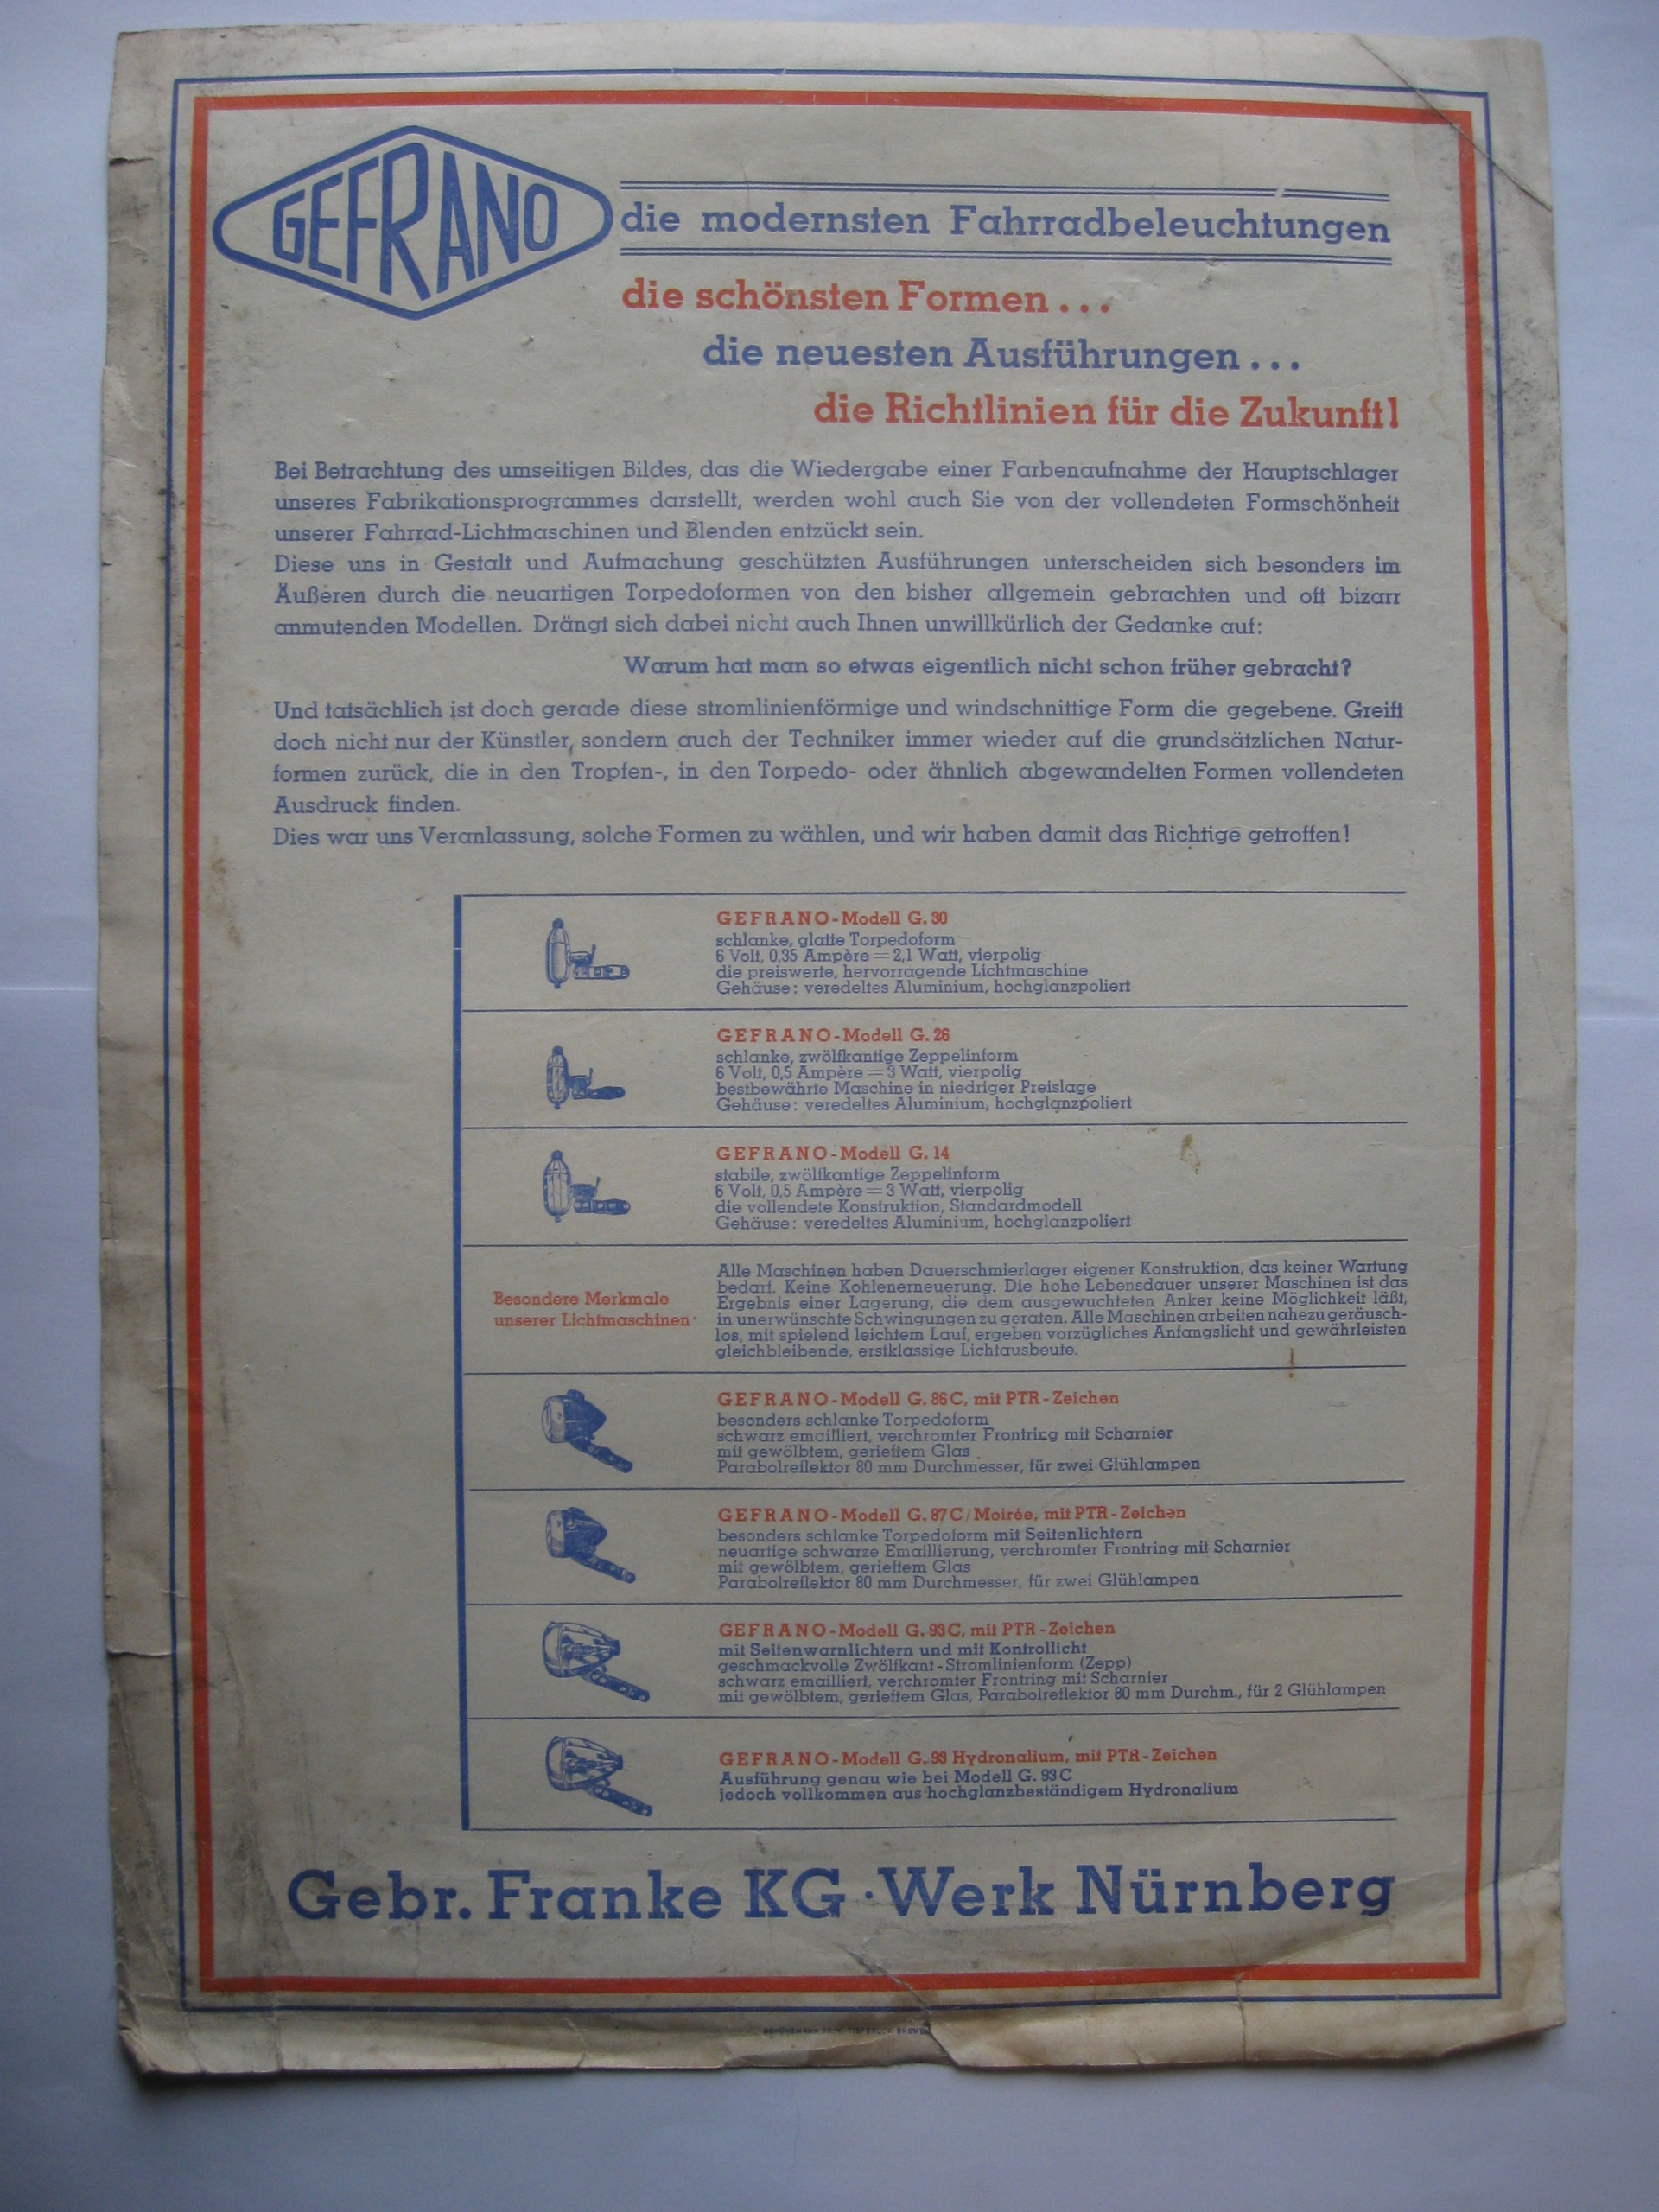 GEFRANO
die modernsten Fahrradbeleuchtungen
die schönsten Formen . . .
die neuesten Ausführungen . . .
die Richtlinien für die Zukunft!
Bei Betrachtung des umseitigen Bildes, das die Wiedergabe einer Farbenaufnahme der Hauptschlager
unseres Fabrikationsprogrammes darstellt, werden wohl auch Sie von der vollendeten Formschönheit
unserer Fahrrad-Lichtmaschinen und Blenden entzückt sein.
Diese uns in Gestalt und Aufmachung geschützten Ausführungen unterscheiden sich besonders im
Äußeren durch die neuartigen Torpedoformen von den bisher allgemein gebrachten und oft bizarr
anmutenden Modellen. Drängt sich dabei nicht auch Ihnen unwillkürlich der Gedanke auf:
Warum hat man so etwas eigentlich nicht schon früher gebracht?
Und tatsächlich ist doch gerade diese stromlinienförmige und windschnittige Form die gegebene. Greift
doch nicht nur der Künstler, sondern auch der Techniker immer wieder auf die grundsätzlichen Natur-
formen zurück, die in den Tropfen-, in den Torpedo- oder ähnlich abgewandelten Formen vollendeten
Ausdruck finden.
Dies war uns Veranlassung, solche Formen zu wählen, und wir haben damit das Richtige getroffen!
GEFRANO-Modell G. 30
schlanke, glatte Torpedoform
6 Volt, 0,35 Ampère = 2,1 Watt, vierpolig
die preiswerte, hervorragende Lichtmaschine
Gehäuse: veredeltes Aluminium, hochglanzpoliert
GEFRANO-Modell G. 26
schlanke, zwölfkantige Zeppelinform
6 Volt, 0,5 Ampère = 3 Watt, vierpolig
bestbewährte Maschine in niedriger Preislage
Gehäuse: veredeltes Aluminium, hochglanzpoliert
GEFRANO-Modell G. 14
stabile, zwölfkantige Zeppelinform
6 Volt, 0,5 Ampère = 3 Watt, vierpolig
die vollendete Konstruktion, Standardmodell
Gehäuse: veredeltes Aluminium, hochglanzpoliert
Besondere Merkmale
unserer Lichtmaschinen
Alle Maschinen haben Dauerschmierlager eigener Konstruktion, das keiner Wartung
bedarf. Keine Kohlenerneuerung. Die hohe Lebensdauer unserer Maschinen ist das
Ergebnis einer Lagerung, die dem ausgewuchteten Anker keine Möglichkeit läßt,
in unerwünschte Schwingungen zu geraten. Alle Maschinen arbeiten nahezu geräusch-
los, mit spielend leichtem Lauf, ergeben vorzügliches Anfangslicht und gewährleisten
gleichbleibende, erstklassige Lichtausbeute.
GEFRANO-Modell G. 86 C, mit PTR-Zeichen
besonders schlanke Torpedoform
schwarz emailliert, verchromter Frontring mit Scharnier
mit gewölbtem, gerieftem Glas
Parabolreflektor 80 mm Durchmesser, für zwei Glühlampen
GEFRANO-Modell G. 87 C / Moirée, mit PTR-Zeichen
besonders schlanke Torpedoform mit Seitenlichtern
neuartige schwarze Emaillierung, verchromter Frontring mit Scharnier
mit gewölbtem, gerieftem Glas
Parabolreflektor 80 mm Durchmesser, für zwei Glühlampen
GEFRANO-Modell G. 93 C, mit PTR-Zeichen
mit Seitenwarnlichtern und mit Kontrollicht
geschmackvolle Zwölfkant-Stromlinienform (Zepp)
schwarz emailliert, verchromter Frontring mit Scharnier
mit gewölbtem, gerieftem Glas, Parabolreflektor 80 mm Durchm., für 2 Glühlampen
GEFRANO-Modell G. 93 Hydronalium, mit PTR-Zeichen
Ausführung genau wie bei Modell G. 93 C
jedoch vollkommen aus hochglanzbeständigem Hydronalium
Gebr. Franke KG · Werk Nürnberg